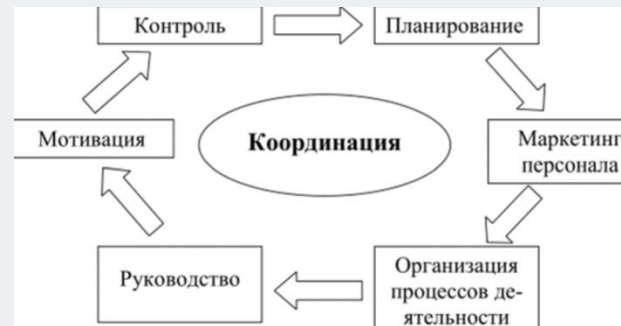 Контроль
Планирование
Мотивация
Координация
Маркетинг
персонала
Руководство
Организация
процессов де-
ятельности